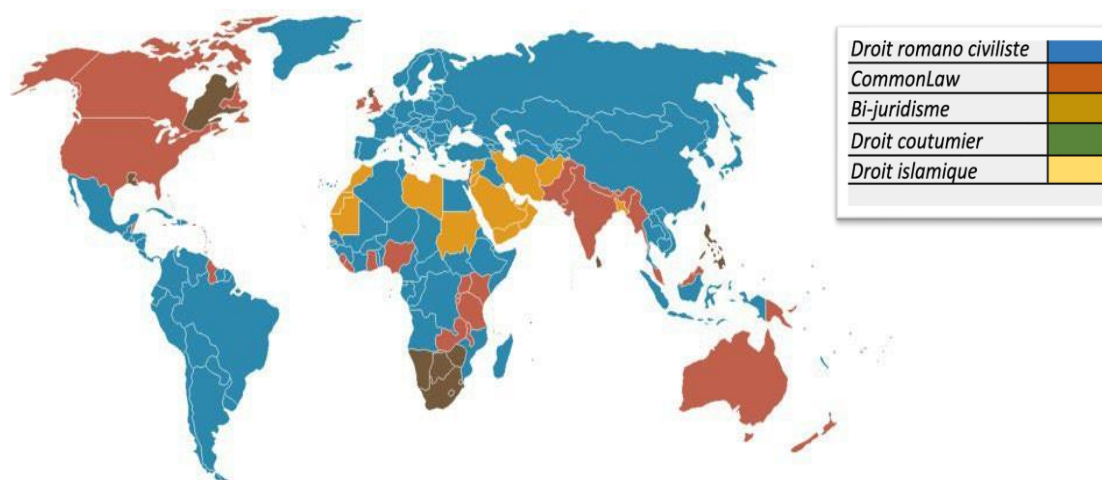 Droit romano civiliste
CommonLaw
Bi-juridisme
Droit coutumier
Droit islamique